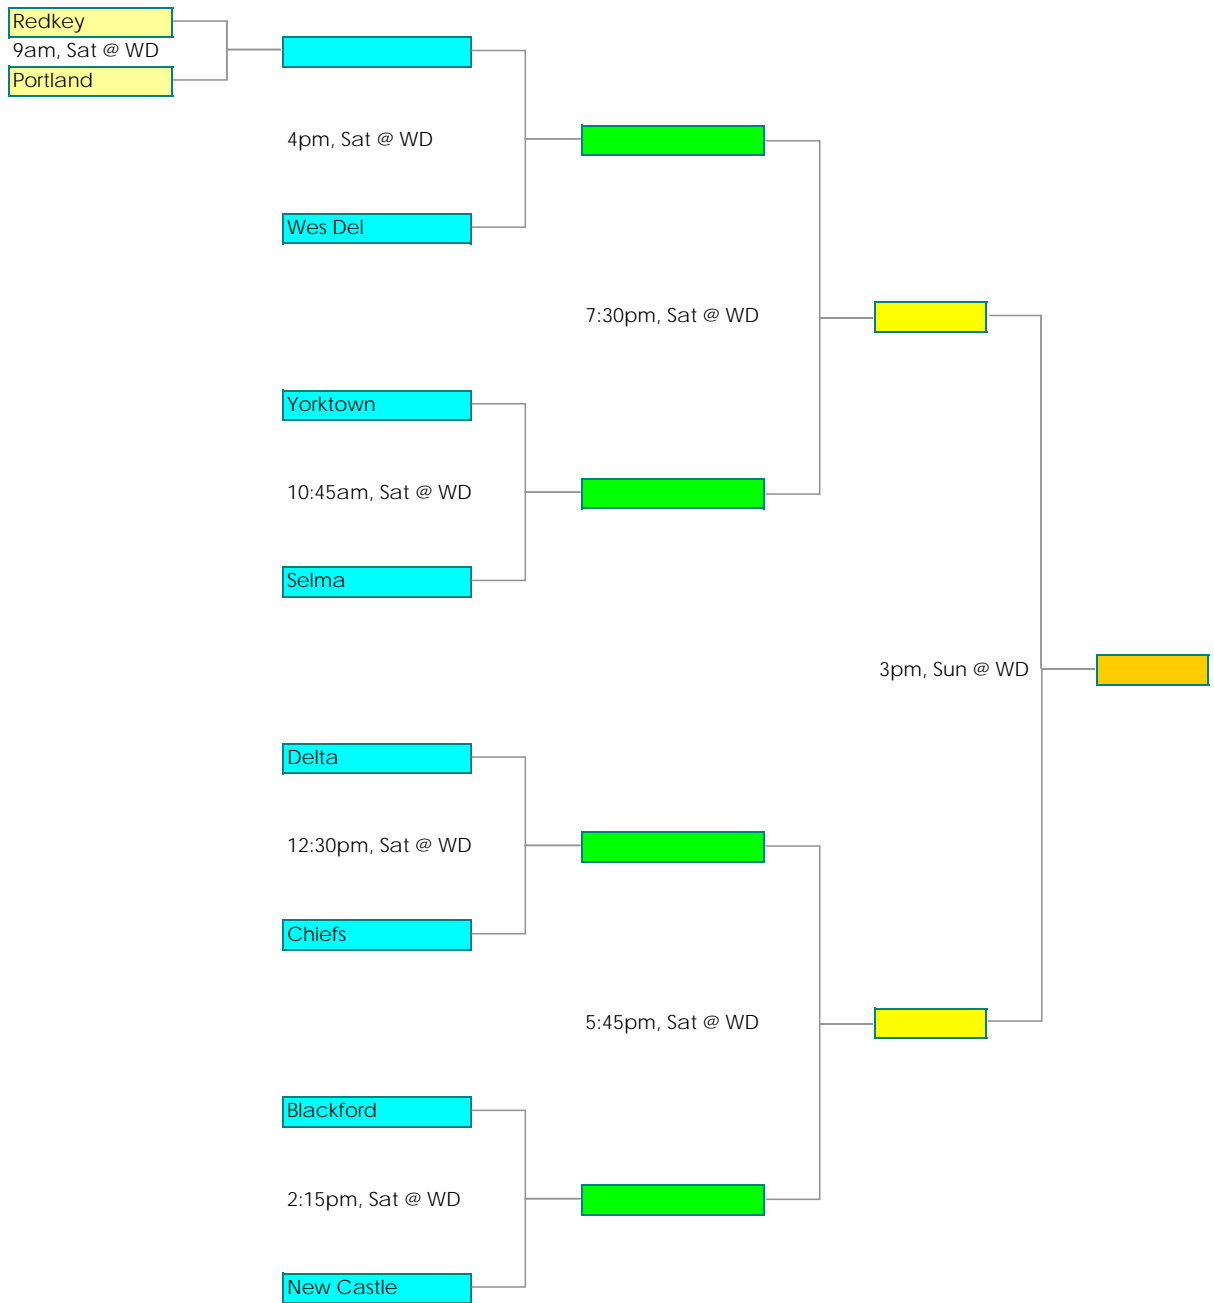 Redkey
9am, Sat @ WD
Portland
4pm, Sat @ WD
Wes Del
7:30pm, Sat @ WD
Yorktown
10:45am, Sat @ WD
Selma
3pm, Sun @ WD
Delta
12:30pm, Sat @ WD
Chiefs
5:45pm, Sat @ WD
Blackford
2:15pm, Sat @ WD
New Castle